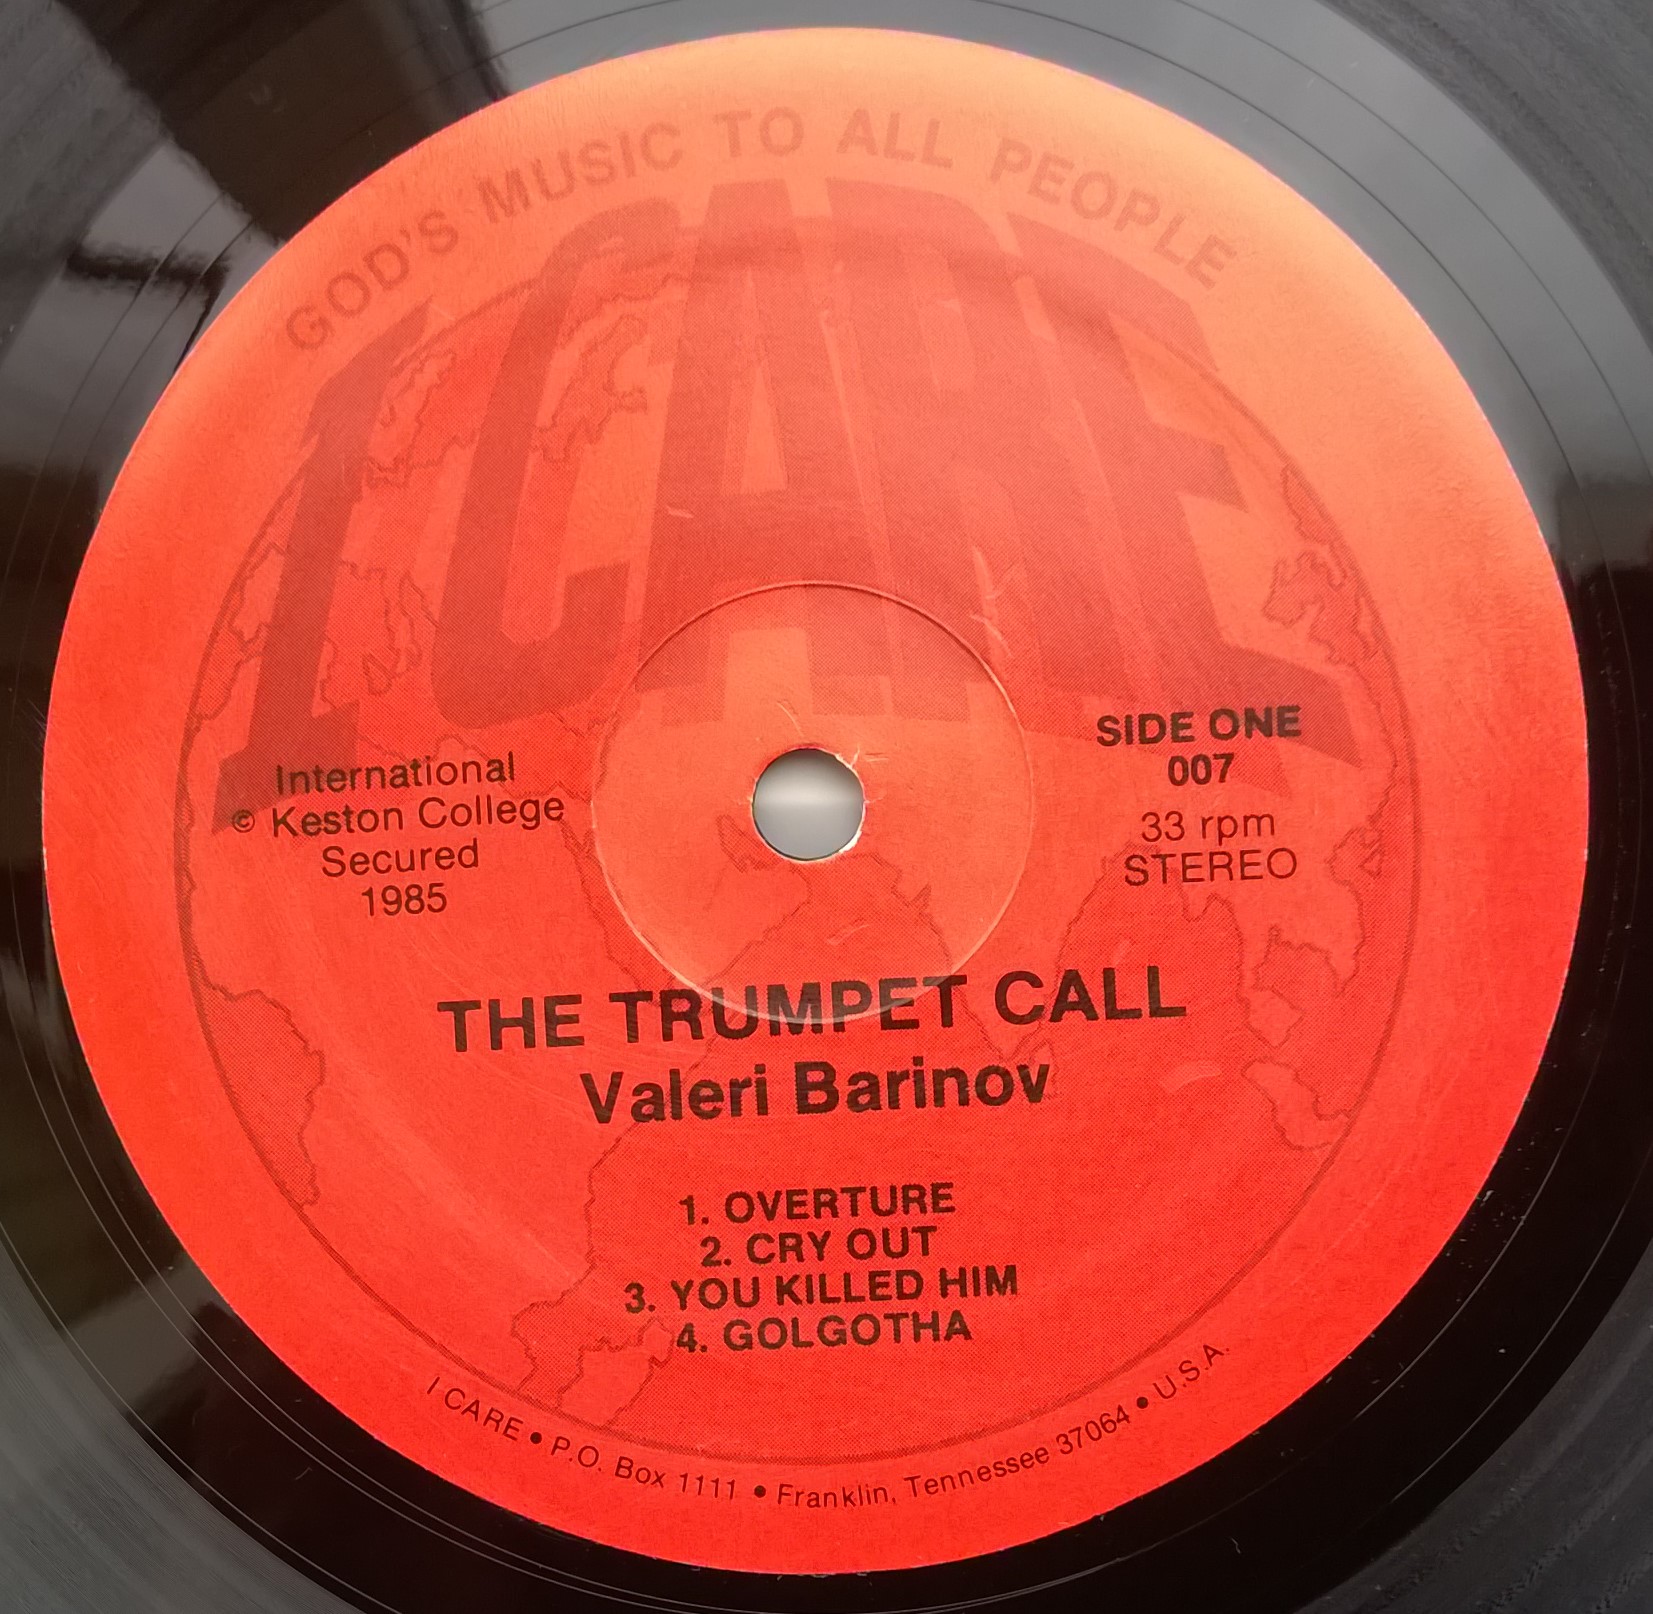 GOD'S MUSIC TO ALL PEOPLE
I CARE
International
© Keston College
Secured
1985
SIDE ONE
007
33 rpm
STEREO
THE TRUMPET CALL
Valeri Barinov
1. OVERTURE
2. CRY OUT
3. YOU KILLED HIM
4. GOLGOTHA
I CARE • P.O. Box 1111 • Franklin, Tennessee 37064 • U.S.A.